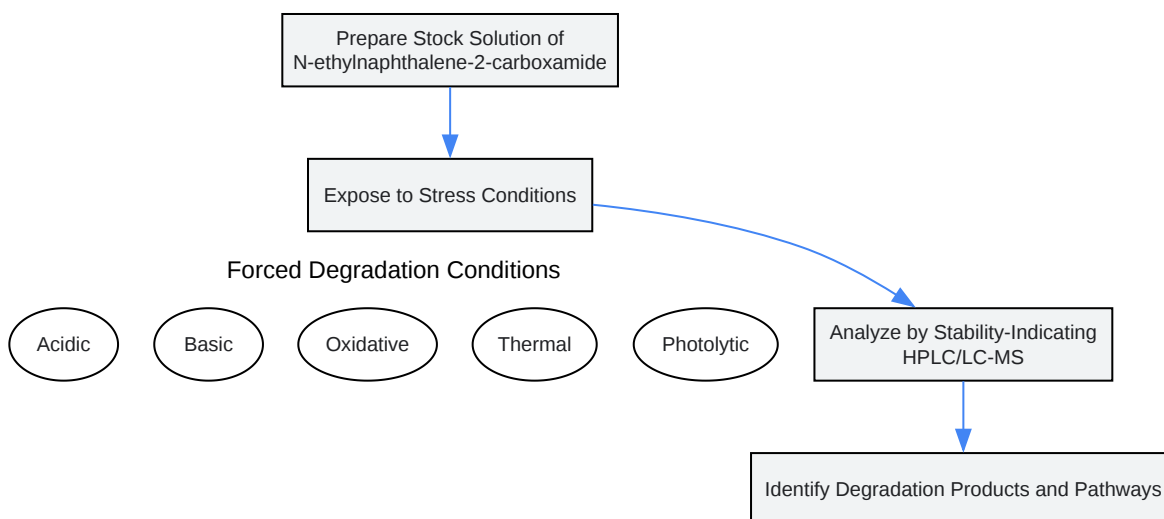 Prepare Stock Solution of
N-ethylnaphthalene-2-carboxamide
Expose to Stress Conditions
Forced Degradation Conditions
Acidic
Basic
Oxidative
Thermal
Photolytic
Analyze by Stability-Indicating
HPLC/LC-MS
Identify Degradation Products and Pathways